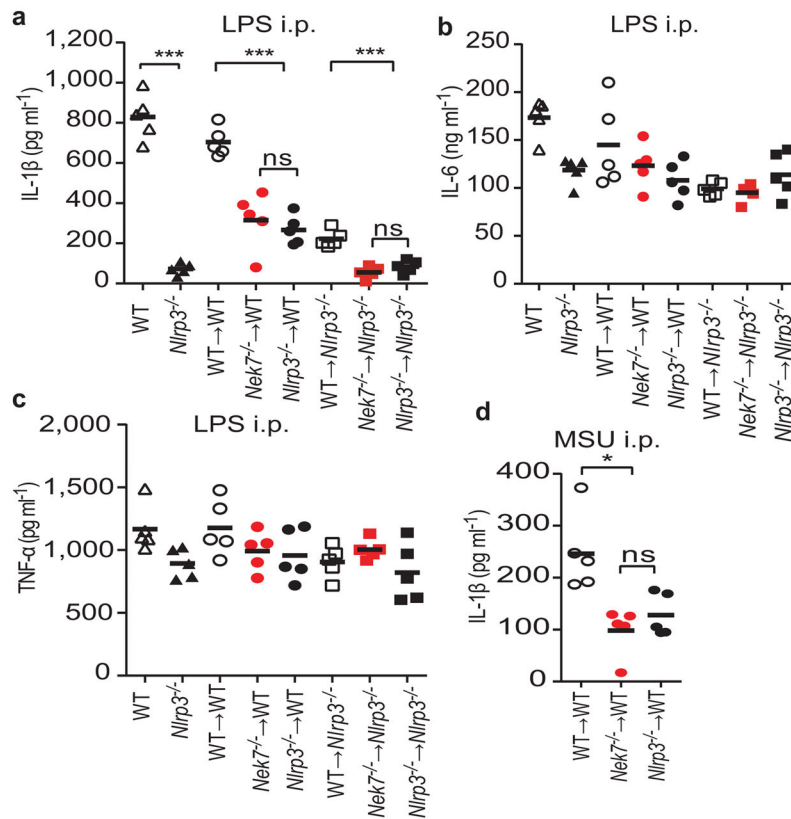 a
LPS i.p.
IL-1β (pg ml⁻¹)
1,200
1,000
800
600
400
200
0
***
***
***
ns
ns
WT
Nlrp3⁻/⁻
WT→WT
Nek7⁻/⁻→WT
Nlrp3⁻/⁻→WT
WT→Nlrp3⁻/⁻
Nek7⁻/⁻→Nlrp3⁻/⁻
Nlrp3⁻/⁻→Nlrp3⁻/⁻
b
LPS i.p.
IL-6 (ng ml⁻¹)
250
200
150
100
50
0
WT
Nlrp3⁻/⁻
WT→WT
Nek7⁻/⁻→WT
Nlrp3⁻/⁻→WT
WT→Nlrp3⁻/⁻
Nek7⁻/⁻→Nlrp3⁻/⁻
Nlrp3⁻/⁻→Nlrp3⁻/⁻
c
LPS i.p.
TNF-α (pg ml⁻¹)
2,000
1,500
1,000
500
0
WT
Nlrp3⁻/⁻
WT→WT
Nek7⁻/⁻→WT
Nlrp3⁻/⁻→WT
WT→Nlrp3⁻/⁻
Nek7⁻/⁻→Nlrp3⁻/⁻
Nlrp3⁻/⁻→Nlrp3⁻/⁻
d
MSU i.p.
IL-1β (pg ml⁻¹)
400
300
200
100
0
*
ns
WT→WT
Nek7⁻/⁻→WT
Nlrp3⁻/⁻→WT